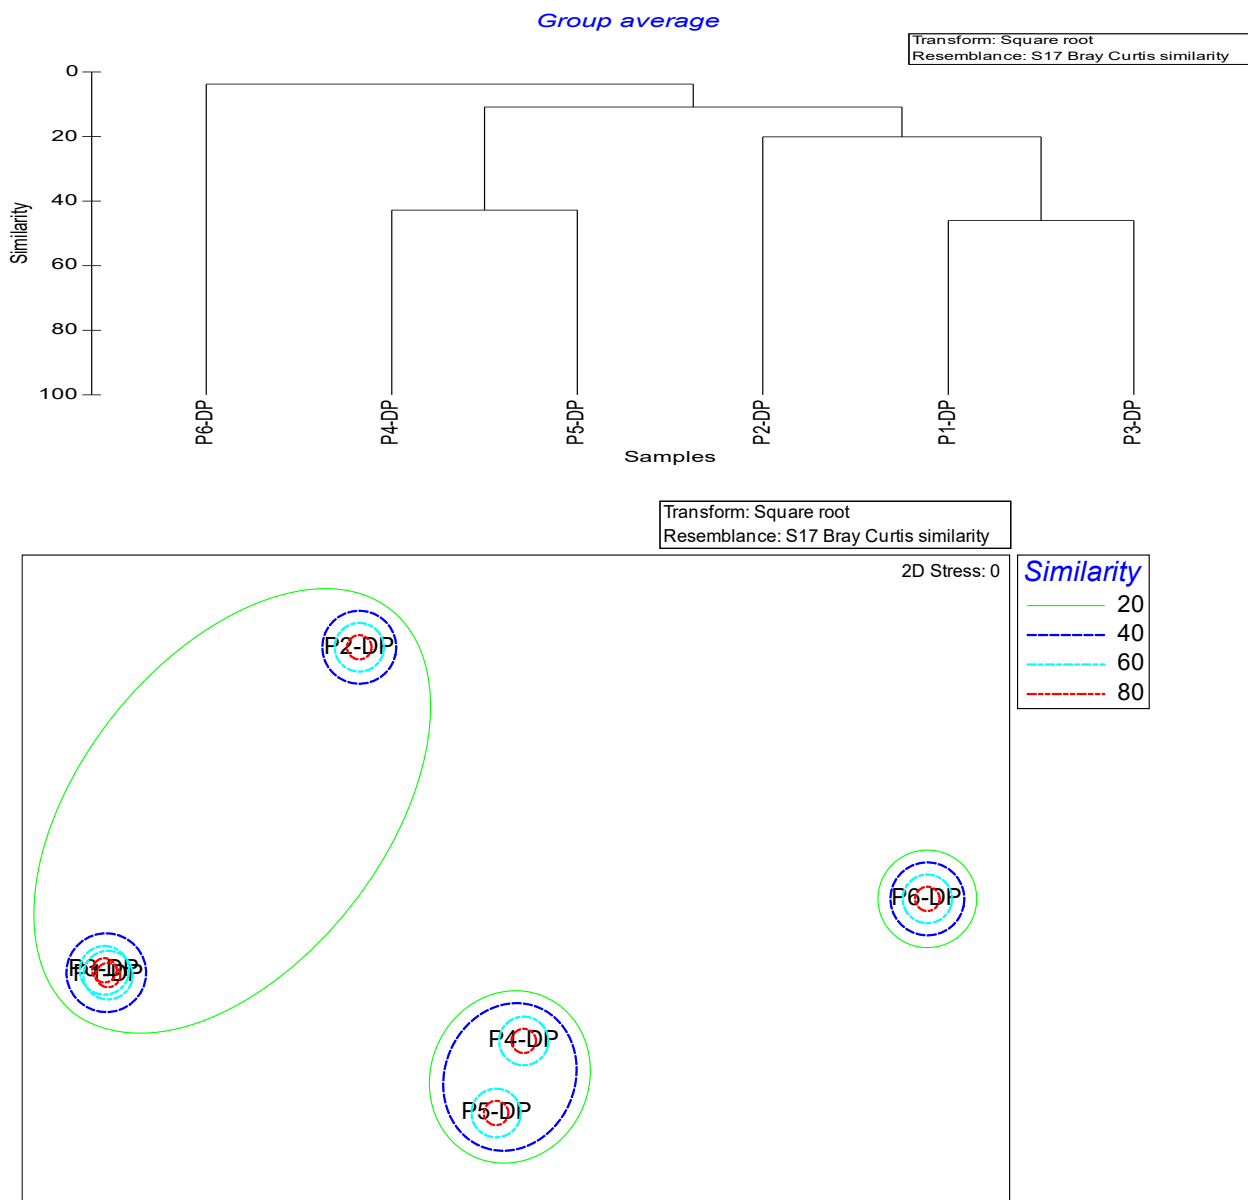 Group average
Transform: Square root
Resemblance: S17 Bray Curtis similarity
0
20
40
60
80
100
Similarity
P6-DP
P4-DP
P5-DP
P2-DP
P1-DP
P3-DP
Samples
Transform: Square root
Resemblance: S17 Bray Curtis similarity
2D Stress: 0
Similarity
20
40
60
80
P2-DP
P6-DP
P4-DP
P5-DP